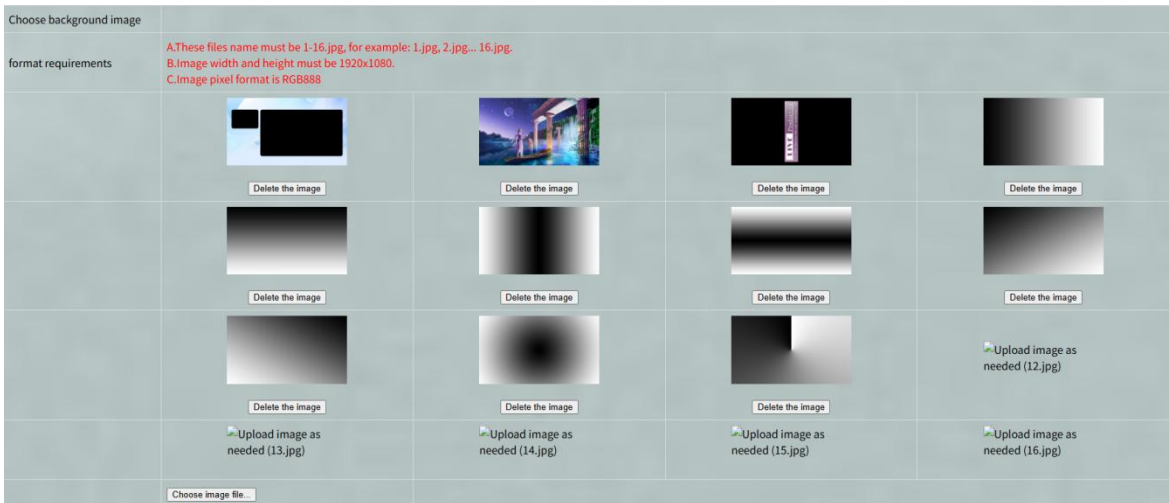 Choose background image
format requirements
A.These files name must be 1-16.jpg, for example: 1.jpg, 2.jpg... 16.jpg.
B.Image width and height must be 1920x1080.
C.Image pixel format is RGB888
Delete the image
Delete the image
Delete the image
Delete the image
Delete the image
Delete the image
Delete the image
Delete the image
Delete the image
Delete the image
Delete the image
Upload image as
needed (12.jpg)
Upload image as
needed (13.jpg)
Upload image as
needed (14.jpg)
Upload image as
needed (15.jpg)
Upload image as
needed (16.jpg)
Choose image file...